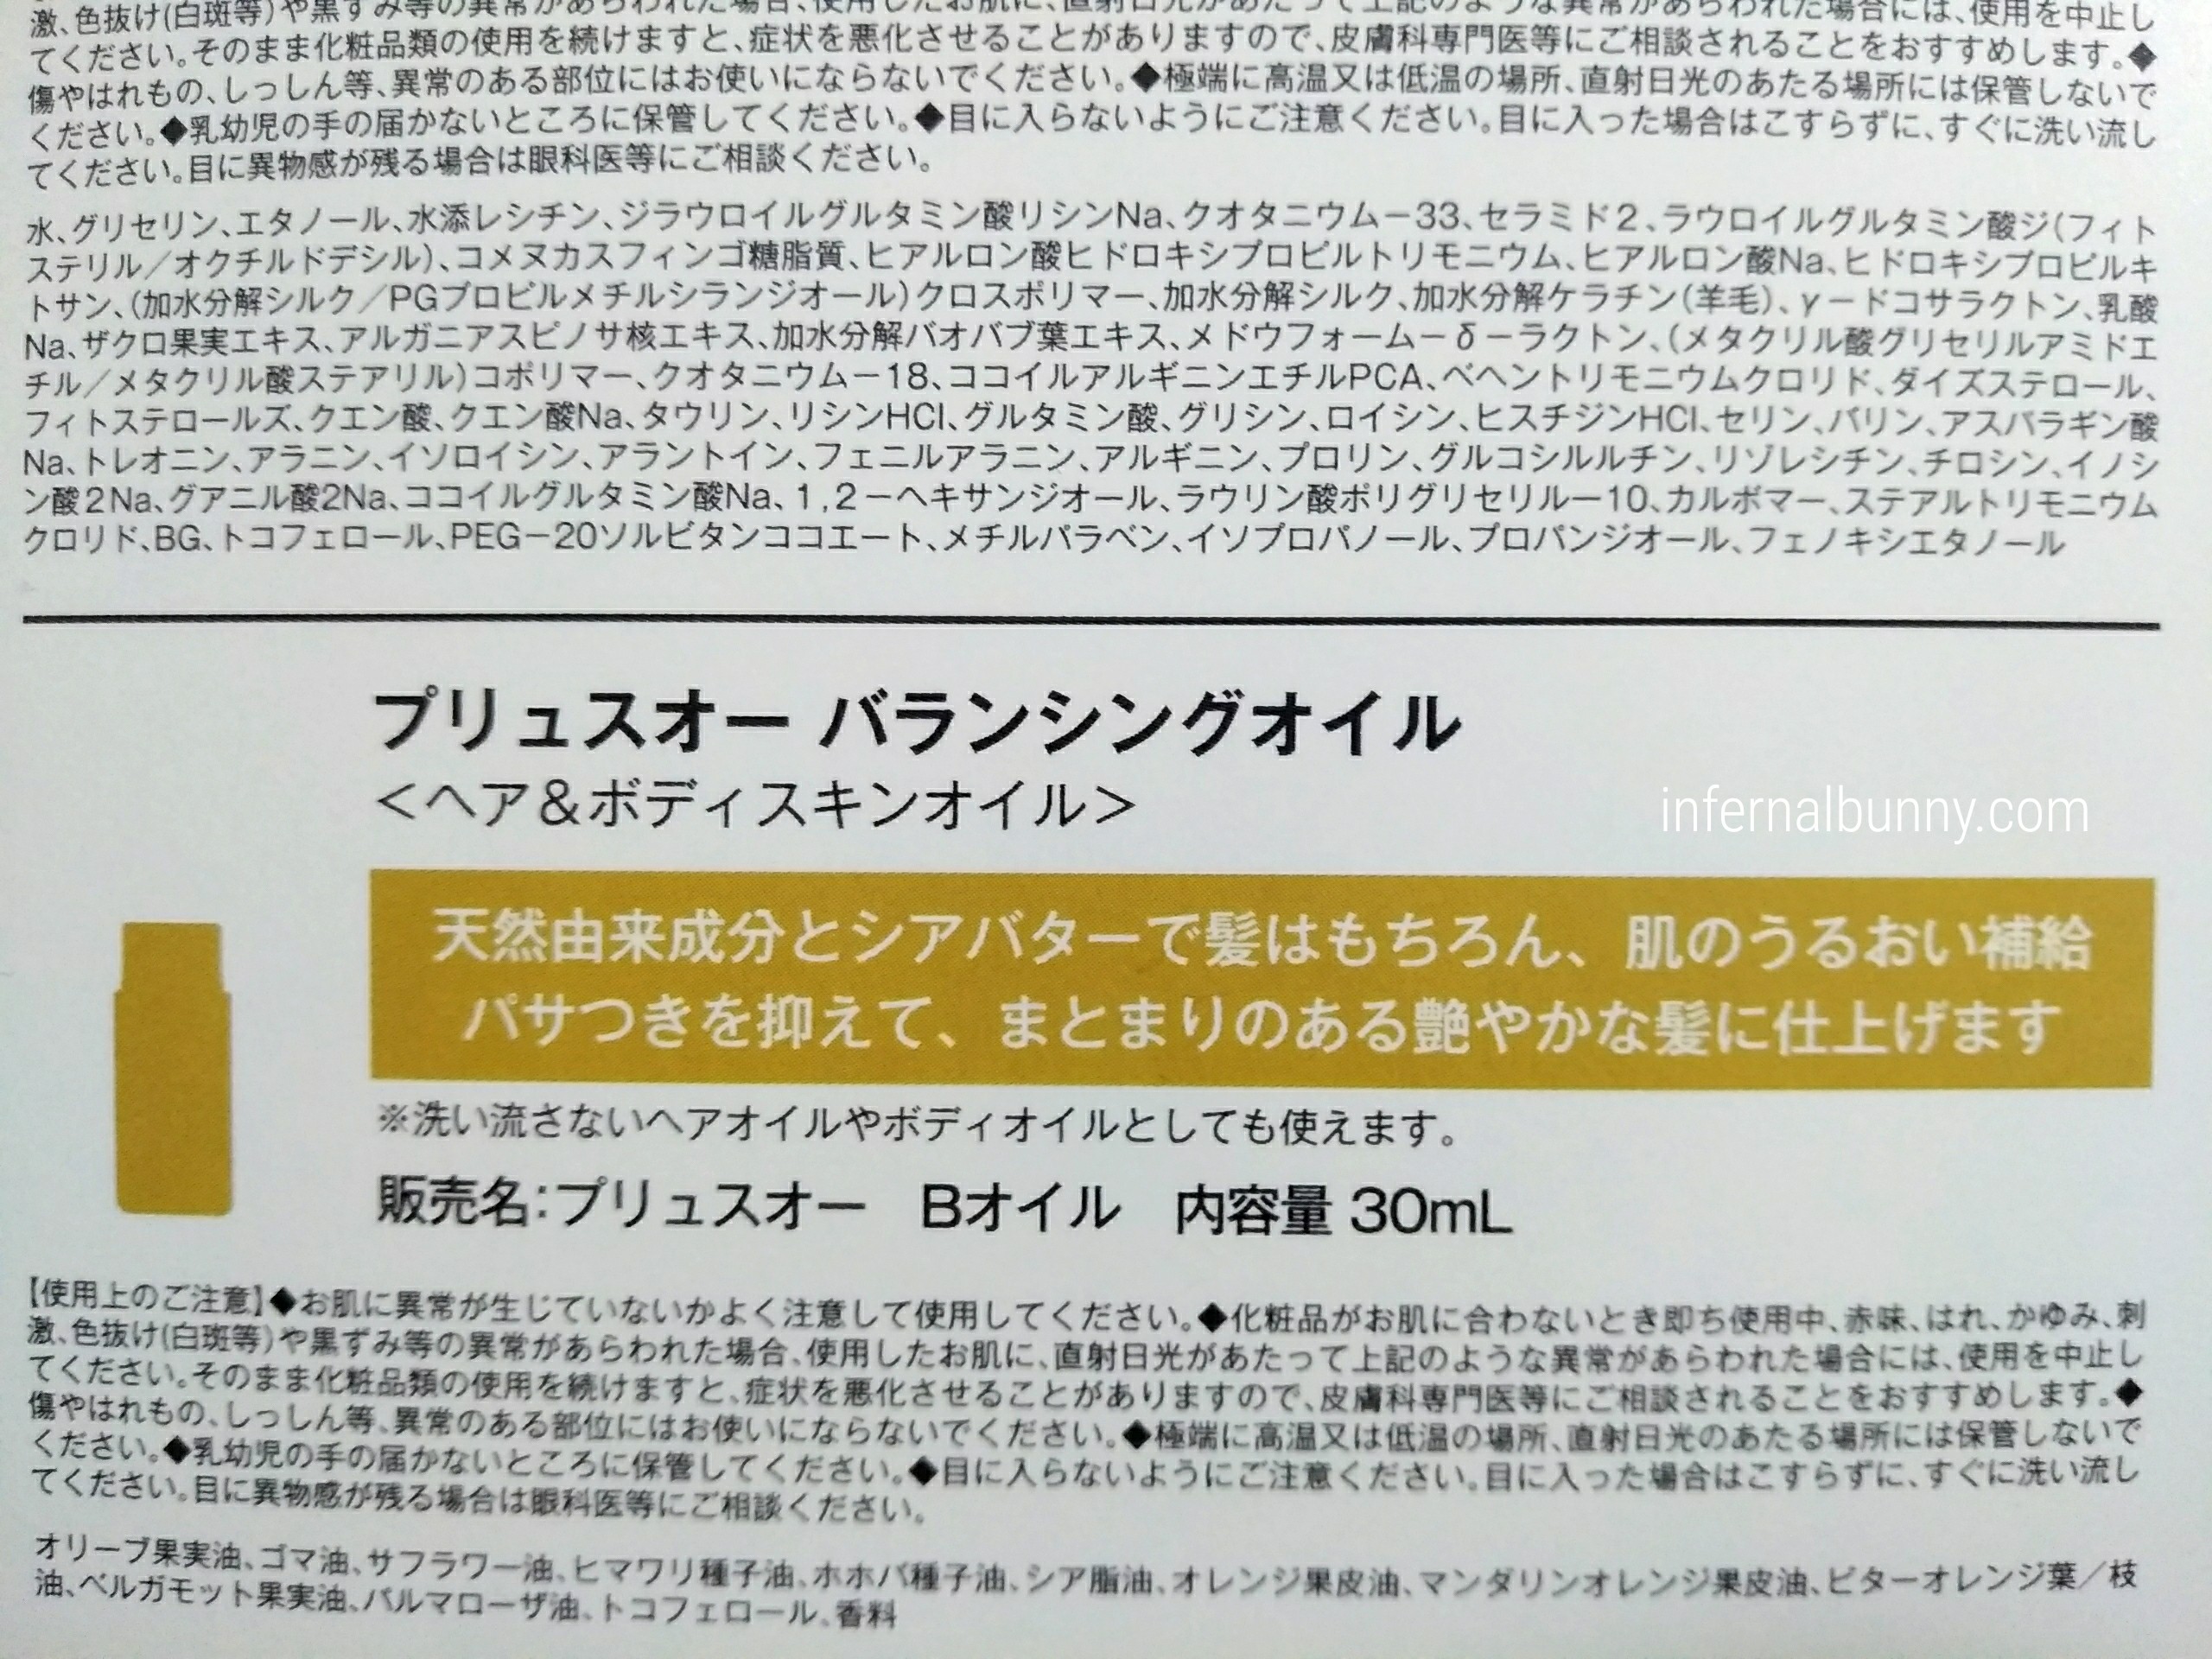 激、色抜け(白斑等)や黒ずみ等の異常があらわれた場合、使用したお肌に、直射日光があたって上記のような異常があらわれた場合には、使用を中止し
てください。そのまま化粧品類の使用を続けますと、症状を悪化させることがありますので、皮膚科専門医等にご相談されることをおすすめします。◆
傷やはれもの、しっしん等、異常のある部位にはお使いにならないでください。◆極端に高温又は低温の場所、直射日光のあたる場所には保管しないで
ください。◆乳幼児の手の届かないところに保管してください。◆目に入らないようにご注意ください。目に入った場合はこすらずに、すぐに洗い流し
てください。目に異物感が残る場合は眼科医等にご相談ください。
水、グリセリン、エタノール、水添レシチン、ジラウロイルグルタミン酸リシンNa、クオタニウム－33、セラミド2、ラウロイルグルタミン酸ジ(フィト
ステリル／オクチルドデシル)、コメヌカスフィンゴ糖脂質、ヒアルロン酸ヒドロキシプロピルトリモニウム、ヒアルロン酸Na、ヒドロキシプロピルキ
トサン、(加水分解シルク／PGプロピルメチルシランジオール)クロスポリマー、加水分解シルク、加水分解ケラチン(羊毛)、γ－ドコサラクトン、乳酸
Na、ザクロ果実エキス、アルガニアスピノサ核エキス、加水分解バオバブ葉エキス、メドウフォーム－δ－ラクトン、(メタクリル酸グリセリルアミドエ
チル／メタクリル酸ステアリル)コポリマー、クオタニウム－18、ココイルアルギニンエチルPCA、ベヘントリモニウムクロリド、ダイズステロール、
フィトステロールズ、クエン酸、クエン酸Na、タウリン、リシンHCl、グルタミン酸、グリシン、ロイシン、ヒスチジンHCl、セリン、バリン、アスパラギン酸
Na、トレオニン、アラニン、イソロイシン、アラントイン、フェニルアラニン、アルギニン、プロリン、グルコシルルチン、リゾレシチン、チロシン、イノシ
ン酸2Na、グアニル酸2Na、ココイルグルタミン酸Na、1,2－ヘキサンジオール、ラウリン酸ポリグリセリル－10、カルボマー、ステアルトリモニウム
クロリド、BG、トコフェロール、PEG－20ソルビタンココエート、メチルパラベン、イソプロパノール、プロパンジオール、フェノキシエタノール
プリュスオー バランシングオイル
＜ヘア＆ボディスキンオイル＞
infernalbunny.com
天然由来成分とシアバターで髪はもちろん、肌のうるおい補給
パサつきを抑えて、まとまりのある艶やかな髪に仕上げます
※洗い流さないヘアオイルやボディオイルとしても使えます。
販売名:プリュスオー Bオイル 内容量 30mL
【使用上のご注意】◆お肌に異常が生じていないかよく注意して使用してください。◆化粧品がお肌に合わないとき即ち使用中、赤味、はれ、かゆみ、刺
激、色抜け(白斑等)や黒ずみ等の異常があらわれた場合、使用したお肌に、直射日光があたって上記のような異常があらわれた場合には、使用を中止し
てください。そのまま化粧品類の使用を続けますと、症状を悪化させることがありますので、皮膚科専門医等にご相談されることをおすすめします。◆
傷やはれもの、しっしん等、異常のある部位にはお使いにならないでください。◆極端に高温又は低温の場所、直射日光のあたる場所には保管しないで
ください。◆乳幼児の手の届かないところに保管してください。◆目に入らないようにご注意ください。目に入った場合はこすらずに、すぐに洗い流し
てください。目に異物感が残る場合は眼科医等にご相談ください。
オリーブ果実油、ゴマ油、サフラワー油、ヒマワリ種子油、ホホバ種子油、シア脂油、オレンジ果皮油、マンダリンオレンジ果皮油、ビターオレンジ葉／枝
油、ベルガモット果実油、パルマローザ油、トコフェロール、香料